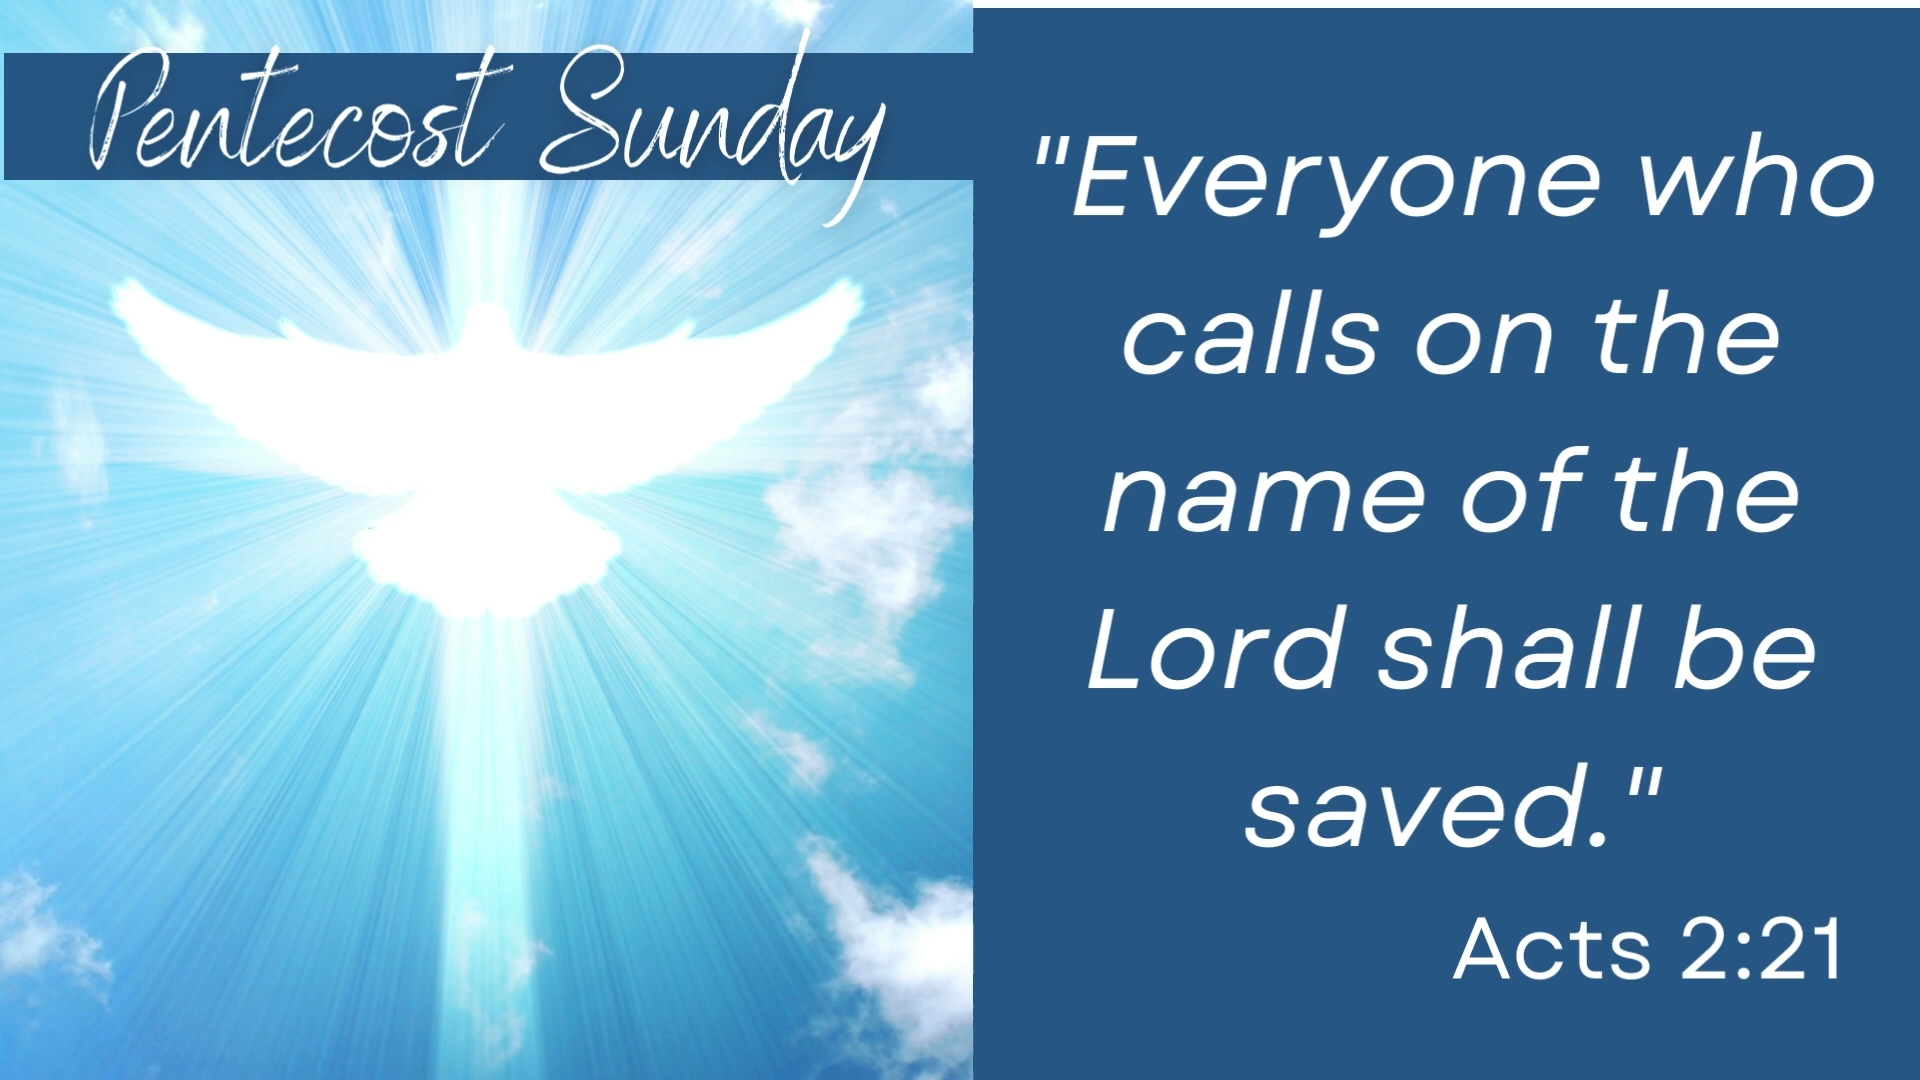 Pentecost Sunday
"Everyone who
calls on the
name of the
Lord shall be
saved."
Acts 2:21